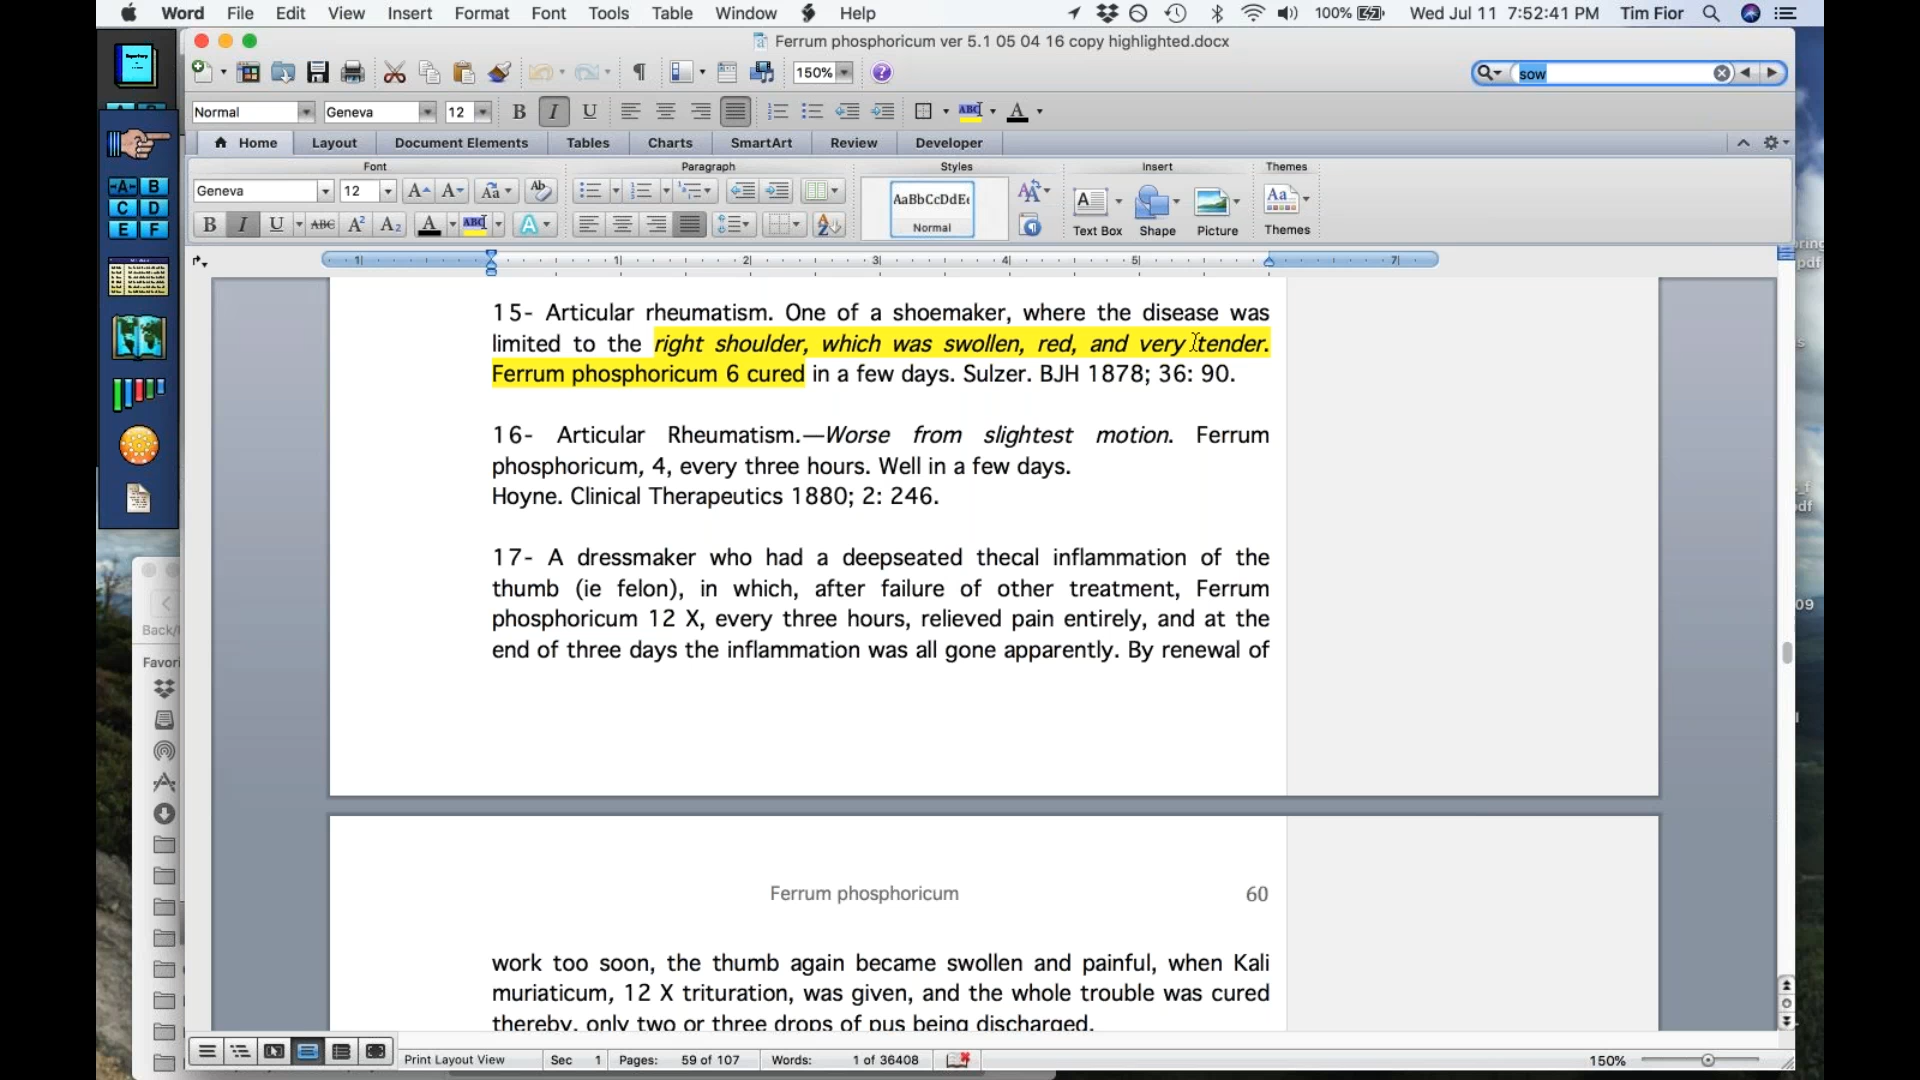 Word File Edit View Insert Format Font Tools Table Window Help 100% Wed Jul 11 7:52:41 PM Tim Fior
Ferrum phosphoricum ver 5.1 05 04 16 copy highlighted.docx
150% sow
Normal Geneva 12 B I U ABC A
Home Layout Document Elements Tables Charts SmartArt Review Developer
Font Paragraph Styles Insert Themes
Geneva 12
AaBbCcDdEe
Normal
Text Box Shape Picture Themes
15- Articular rheumatism. One of a shoemaker, where the disease was
limited to the right shoulder, which was swollen, red, and very tender.
Ferrum phosphoricum 6 cured in a few days. Sulzer. BJH 1878; 36: 90.
16- Articular Rheumatism.—Worse from slightest motion. Ferrum
phosphoricum, 4, every three hours. Well in a few days.
Hoyne. Clinical Therapeutics 1880; 2: 246.
17- A dressmaker who had a deepseated thecal inflammation of the
thumb (ie felon), in which, after failure of other treatment, Ferrum
phosphoricum 12 X, every three hours, relieved pain entirely, and at the
end of three days the inflammation was all gone apparently. By renewal of
Ferrum phosphoricum 60
work too soon, the thumb again became swollen and painful, when Kali
muriaticum, 12 X trituration, was given, and the whole trouble was cured
thereby, only two or three drops of pus being discharged.
Print Layout View Sec 1 Pages: 59 of 107 Words: 1 of 36408 150%
A B
C D
E F
Back/
Favori
pdf
09